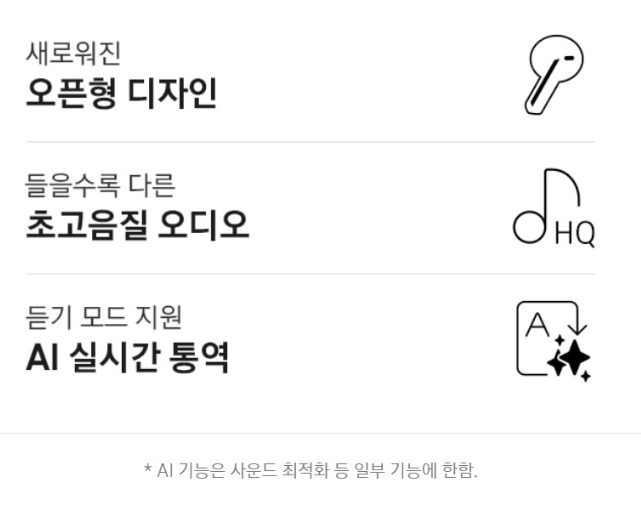 새로워진
오픈형 디자인
들을수록 다른
초고음질 오디오
HQ
듣기 모드 지원
AI 실시간 통역
A
* AI 기능은 사운드 최적화 등 일부 기능에 한함.